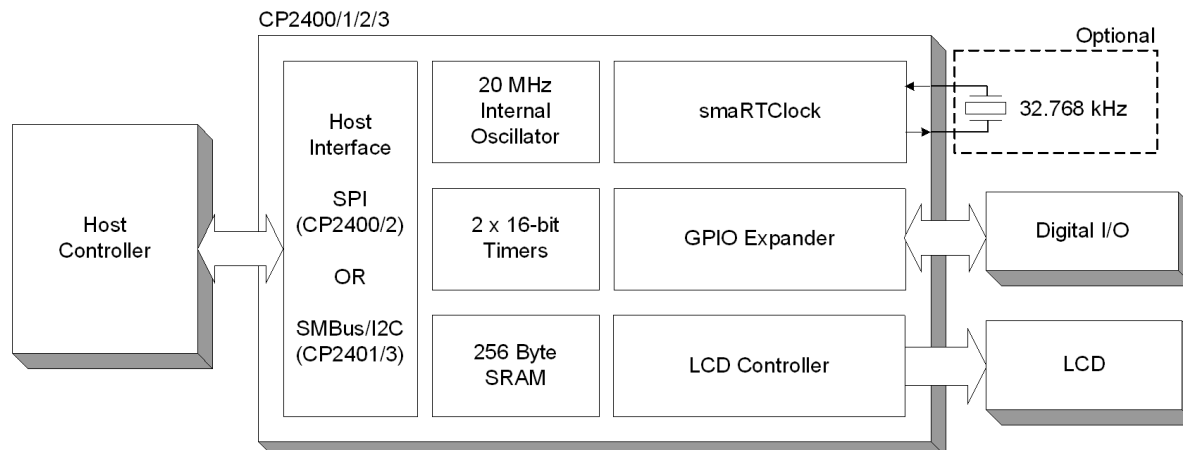 CP2400/1/2/3
Optional
Host
Controller
Host
Interface
SPI
(CP2400/2)
OR
SMBus/I2C
(CP2401/3)
20 MHz
Internal
Oscillator
smaRTClock
32.768 kHz
2 x 16-bit
Timers
GPIO Expander
Digital I/O
256 Byte
SRAM
LCD Controller
LCD